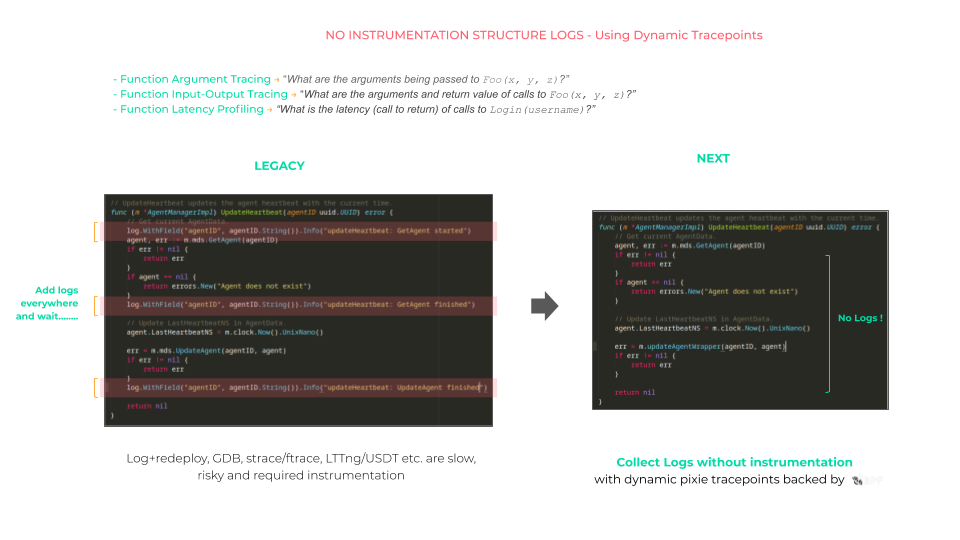 NO INSTRUMENTATION STRUCTURE LOGS - Using Dynamic Tracepoints
- Function Argument Tracing → “What are the arguments being passed to Foo(x, y, z)?”
- Function Input-Output Tracing → “What are the arguments and return value of calls to Foo(x, y, z)?”
- Function Latency Profiling → “What is the latency (call to return) of calls to Login(username)?”
LEGACY
// UpdateHeartbeat updates the agent heartbeat with the current time.
func (m *AgentManagerImpl) UpdateHeartbeat(agentID uuid.UUID) error {
// Get current AgentData.
log.WithField("agentID", agentID.String()).Info("updateHeartbeat: GetAgent started")
agent, err := m.mds.GetAgent(agentID)
if err != nil {
return err
}
if agent == nil {
return errors.New("Agent does not exist")
}
log.WithField("agentID", agentID.String()).Info("updateHeartbeat: GetAgent finished")
// Update LastHeartbeatNS in AgentData.
agent.LastHeartbeatNS = m.clock.Now().UnixNano()
err = m.mds.UpdateAgent(agentID, agent)
if err != nil {
return err
}
log.WithField("agentID", agentID.String()).Info("updateHeartbeat: UpdateAgent finished")
return nil
}
Add logs
everywhere
and wait........
Log+redeploy, GDB, strace/ftrace, LTTng/USDT etc. are slow,
risky and required instrumentation
NEXT
// UpdateHeartbeat updates the agent heartbeat with the current time.
func (m *AgentManagerImpl) UpdateHeartbeat(agentID uuid.UUID) error {
// Get current AgentData.
agent, err := m.mds.GetAgent(agentID)
if err != nil {
return err
}
if agent == nil {
return errors.New("Agent does not exist")
}
// Update LastHeartbeatNS in AgentData.
agent.LastHeartbeatNS = m.clock.Now().UnixNano()
err = m.updateAgentWrapper(agentID, agent)
if err != nil {
return err
}
return nil
}
No Logs !
Collect Logs without instrumentation
with dynamic pixie tracepoints backed by